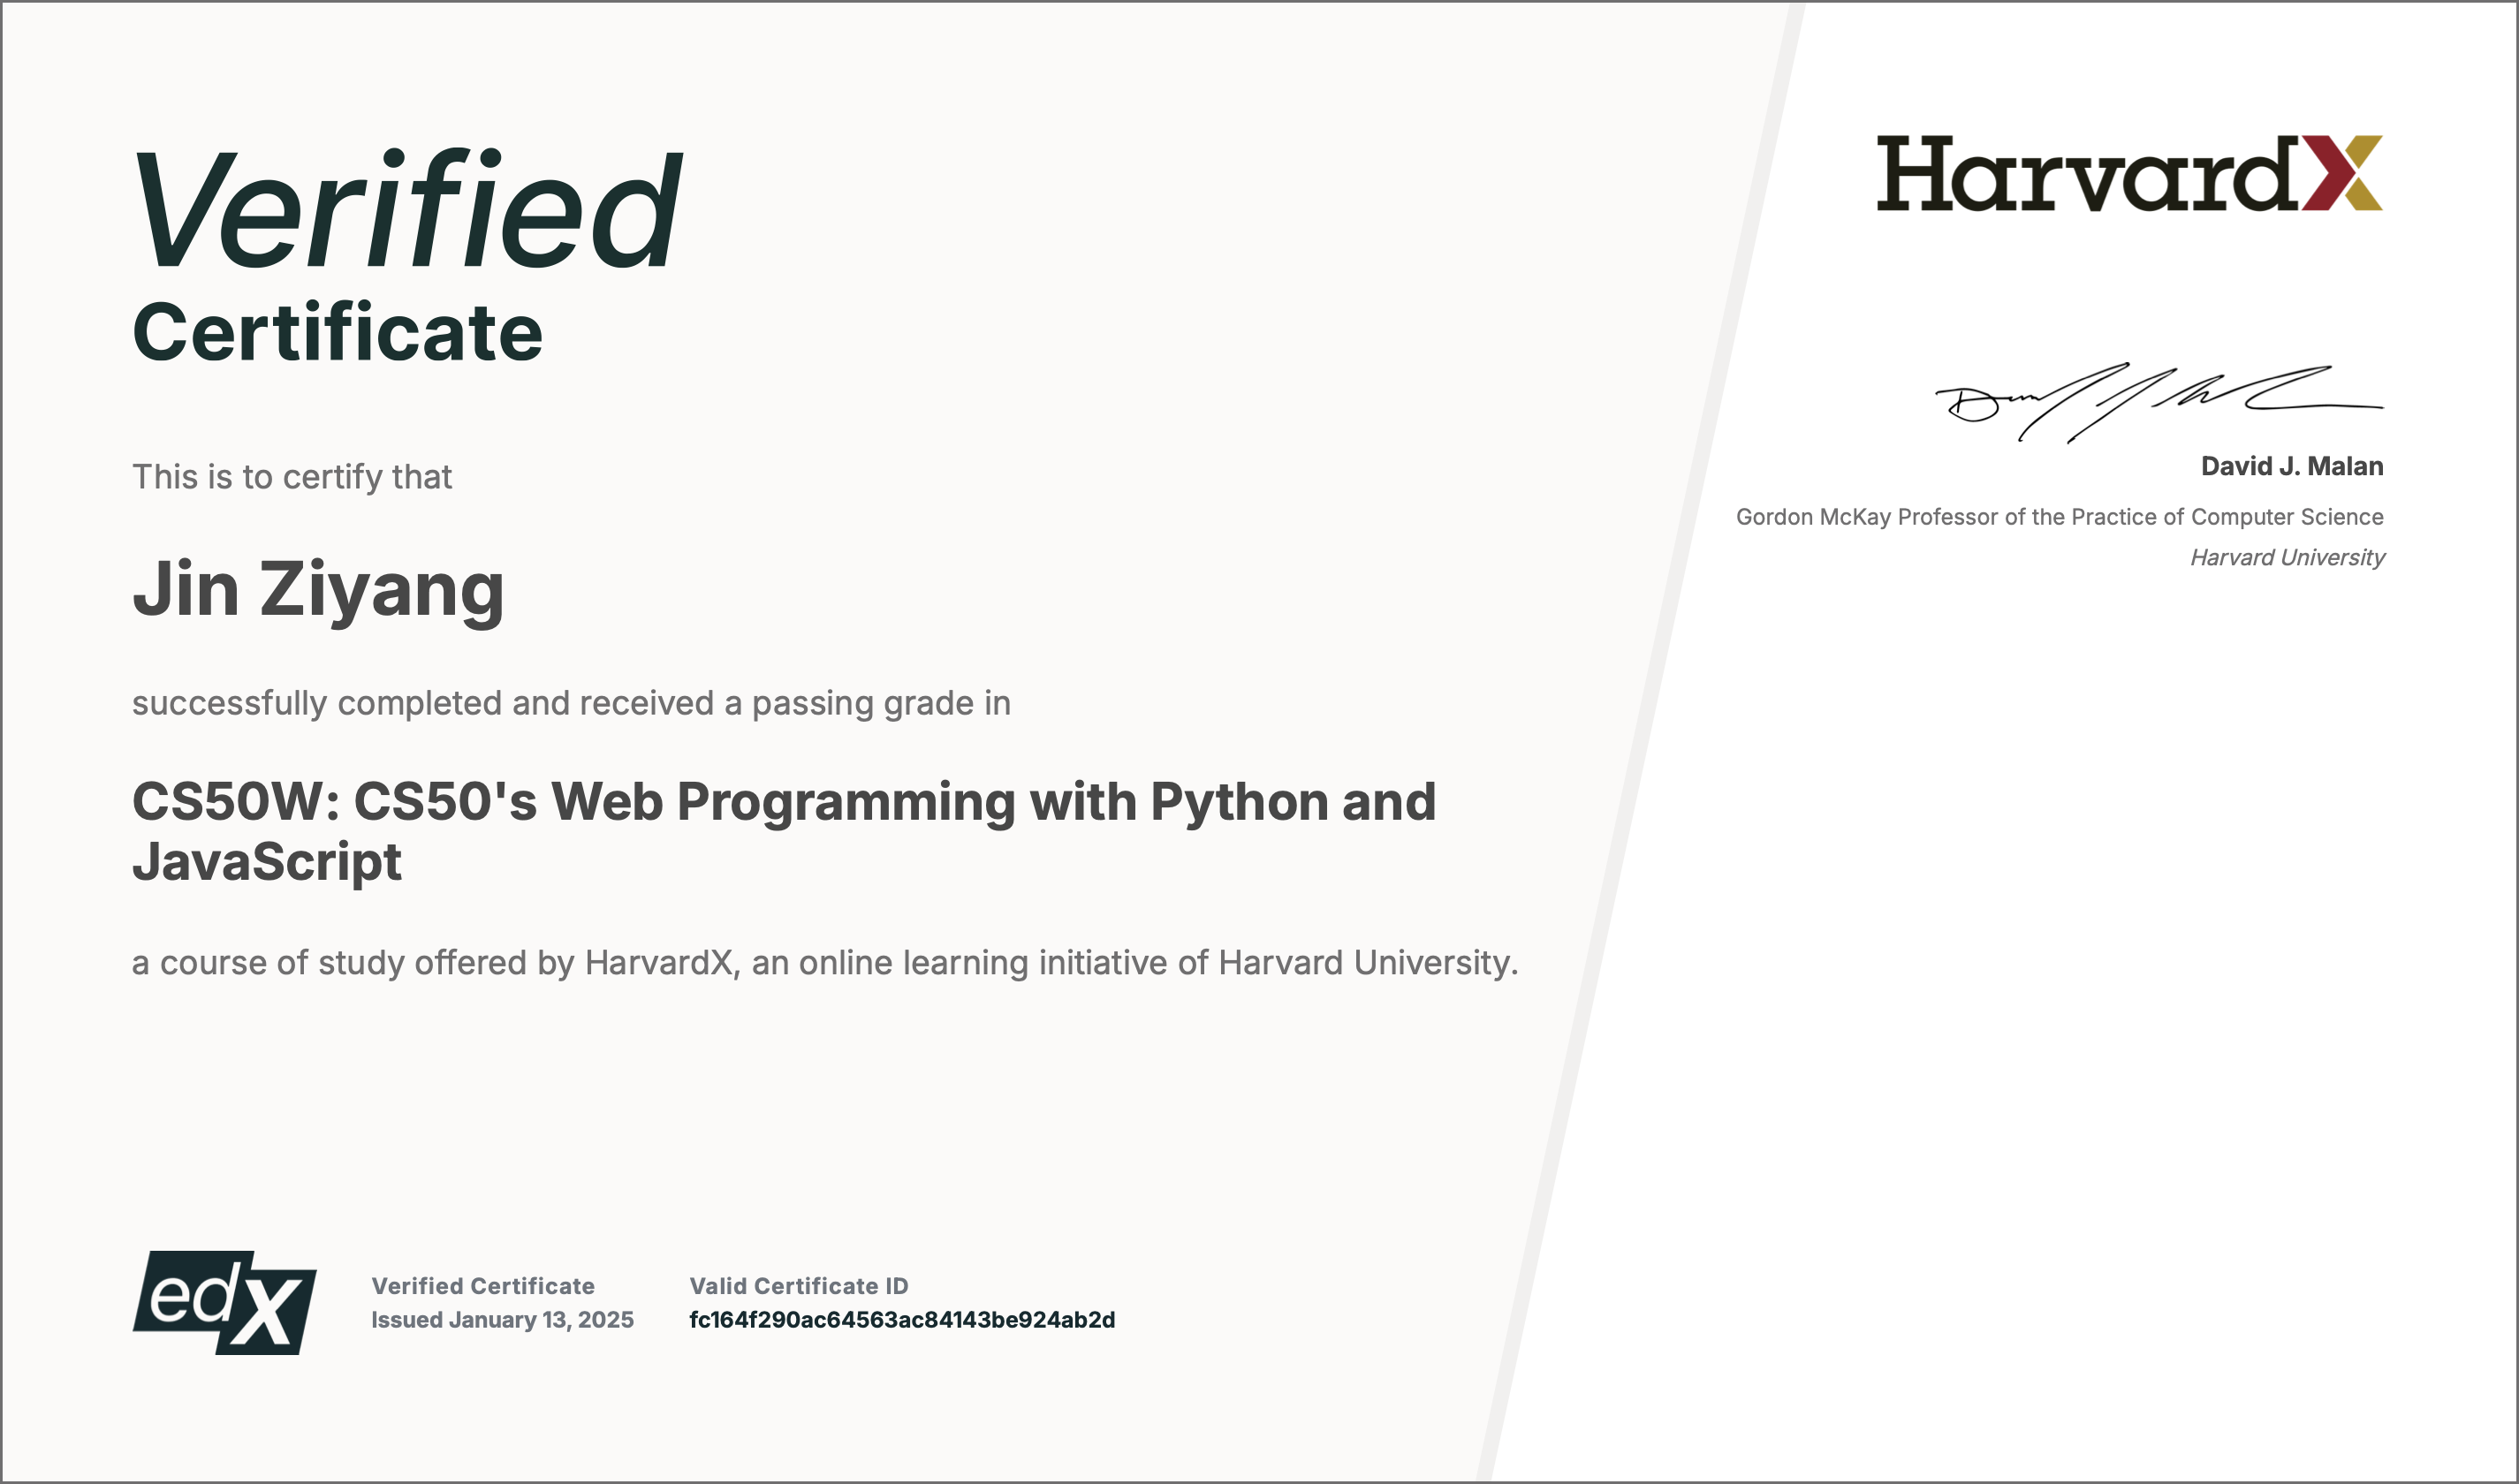 Verified
Certificate
This is to certify that
Jin Ziyang
successfully completed and received a passing grade in
CS50W: CS50's Web Programming with Python and
JavaScript
a course of study offered by HarvardX, an online learning initiative of Harvard University.
HarvardX
David J. Malan
Gordon McKay Professor of the Practice of Computer Science
Harvard University
edX
Verified Certificate
Issued January 13, 2025
Valid Certificate ID
fc164f290ac64563ac84143be924ab2d